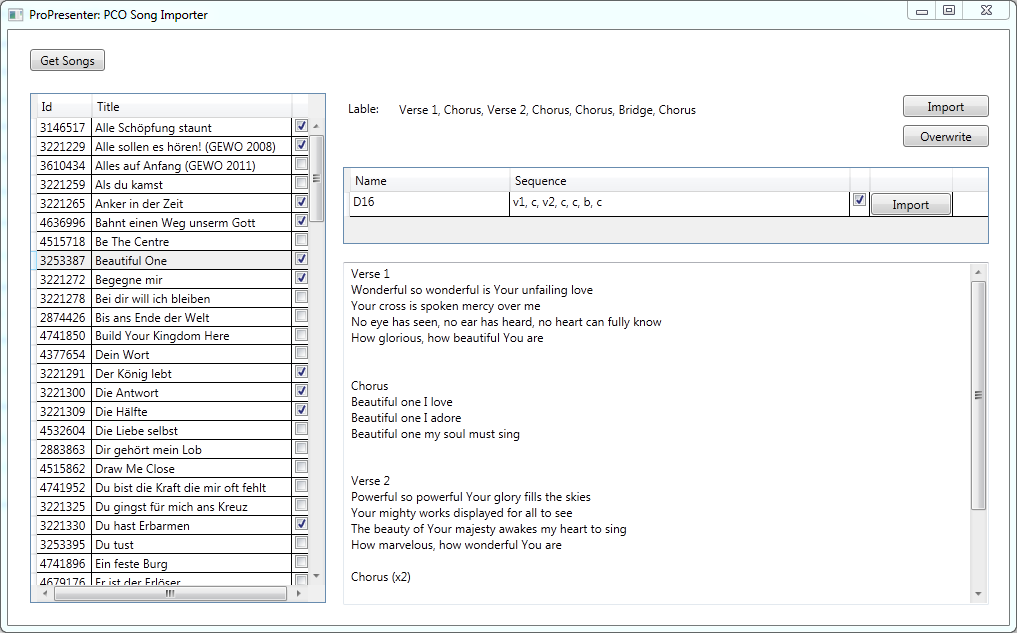 ProPresenter: PCO Song Importer
Get Songs
Id Title
3146517 Alle Schöpfung staunt
3221229 Alle sollen es hören! (GEWO 2008)
3610434 Alles auf Anfang (GEWO 2011)
3221259 Als du kamst
3221265 Anker in der Zeit
4636996 Bahnt einen Weg unserm Gott
4515718 Be The Centre
3253387 Beautiful One
3221272 Begegne mir
3221278 Bei dir will ich bleiben
2874426 Bis ans Ende der Welt
4741850 Build Your Kingdom Here
4377654 Dein Wort
3221291 Der König lebt
3221300 Die Antwort
3221309 Die Hälfte
4532604 Die Liebe selbst
2883863 Dir gehört mein Lob
4515862 Draw Me Close
4741952 Du bist die Kraft die mir oft fehlt
3221325 Du gingst für mich ans Kreuz
3221330 Du hast Erbarmen
3253395 Du tust
4741896 Ein feste Burg
4679176 Er ist der Erlöser
Lable: Verse 1, Chorus, Verse 2, Chorus, Chorus, Bridge, Chorus
Import
Overwrite
Name Sequence
D16 v1, c, v2, c, c, b, c Import
Verse 1
Wonderful so wonderful is Your unfailing love
Your cross is spoken mercy over me
No eye has seen, no ear has heard, no heart can fully know
How glorious, how beautiful You are
Chorus
Beautiful one I love
Beautiful one I adore
Beautiful one my soul must sing
Verse 2
Powerful so powerful Your glory fills the skies
Your mighty works displayed for all to see
The beauty of Your majesty awakes my heart to sing
How marvelous, how wonderful You are
Chorus (x2)